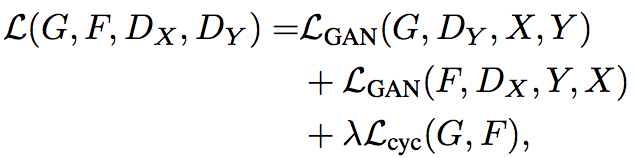 ℒ(G, F, D_X, D_Y) = ℒ_GAN(G, D_Y, X, Y)
+ ℒ_GAN(F, D_X, Y, X)
+ λℒ_cyc(G, F),